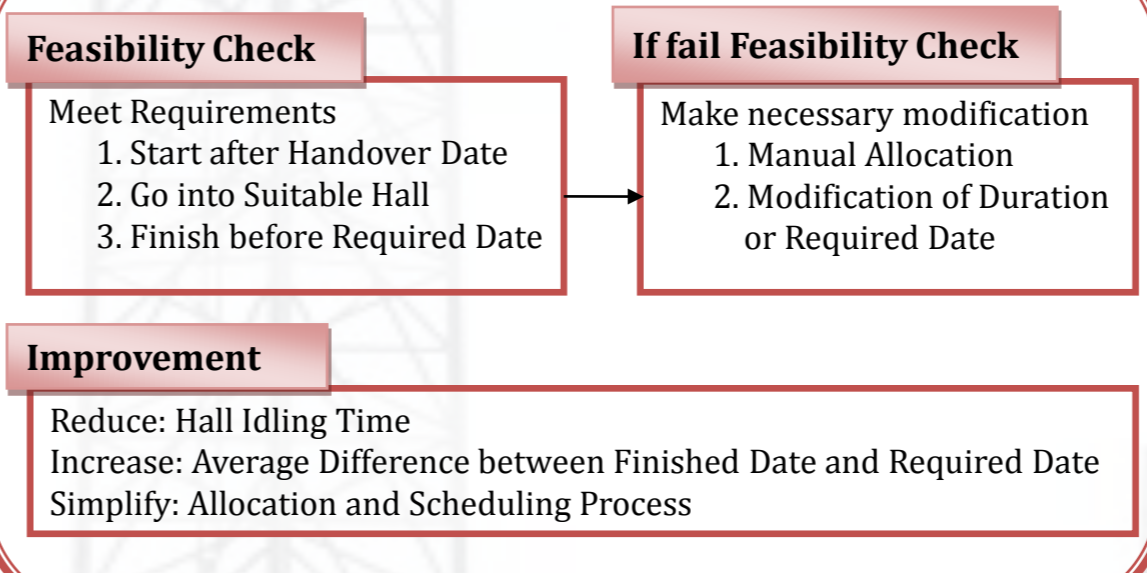 Feasibility Check
Meet Requirements
1. Start after Handover Date
2. Go into Suitable Hall
3. Finish before Required Date
If fail Feasibility Check
Make necessary modification
1. Manual Allocation
2. Modification of Duration
or Required Date
Improvement
Reduce: Hall Idling Time
Increase: Average Difference between Finished Date and Required Date
Simplify: Allocation and Scheduling Process